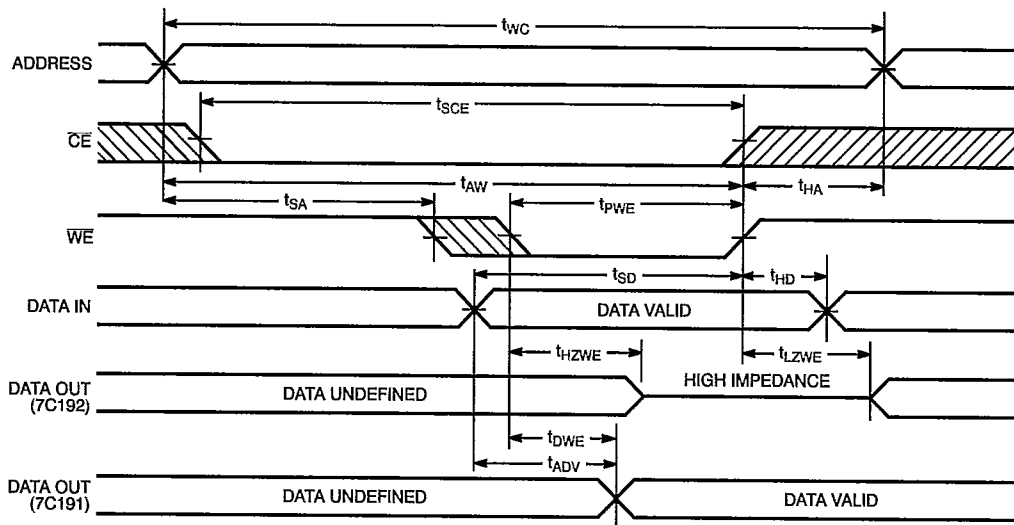 tWC
ADDRESS
tSCE
CE
tAW
tHA
tSA
tPWE
WE
tSD
tHD
DATA IN
DATA VALID
tHZWE
tLZWE
DATA OUT
(7C192)
DATA UNDEFINED
HIGH IMPEDANCE
tDWE
tADV
DATA OUT
(7C191)
DATA UNDEFINED
DATA VALID